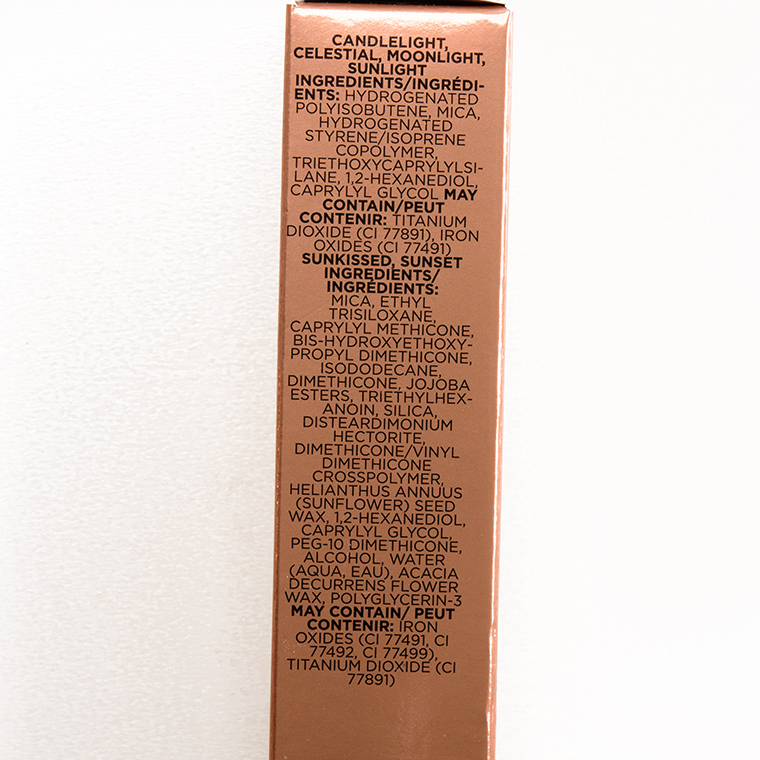 CANDLELIGHT,
CELESTIAL, MOONLIGHT,
SUNLIGHT
INGREDIENTS/INGRÉDI-
ENTS: HYDROGENATED
POLYISOBUTENE, MICA,
HYDROGENATED
STYRENE/ISOPRENE
COPOLYMER,
TRIETHOXYCAPRYLYLSI-
LANE, 1,2-HEXANEDIOL,
CAPRYLYL GLYCOL MAY
CONTAIN/PEUT
CONTENIR: TITANIUM
DIOXIDE (CI 77891), IRON
OXIDES (CI 77491)
SUNKISSED, SUNSET
INGREDIENTS/
INGRÉDIENTS:
MICA, ETHYL
TRISILOXANE,
CAPRYLYL METHICONE,
BIS-HYDROXYETHOXY-
PROPYL DIMETHICONE,
ISODODECANE,
DIMETHICONE, JOJOBA
ESTERS, TRIETHYLHEX-
ANOIN, SILICA,
DISTEARDIMONIUM
HECTORITE,
DIMETHICONE/VINYL
DIMETHICONE
CROSSPOLYMER,
HELIANTHUS ANNUUS
(SUNFLOWER) SEED
WAX, 1,2-HEXANEDIOL,
CAPRYLYL GLYCOL,
PEG-10 DIMETHICONE,
ALCOHOL, WATER
(AQUA, EAU), ACACIA
DECURRENS FLOWER
WAX, POLYGLYCERIN-3
MAY CONTAIN/ PEUT
CONTENIR: IRON
OXIDES (CI 77491, CI
77492, CI 77499),
TITANIUM DIOXIDE (CI
77891)